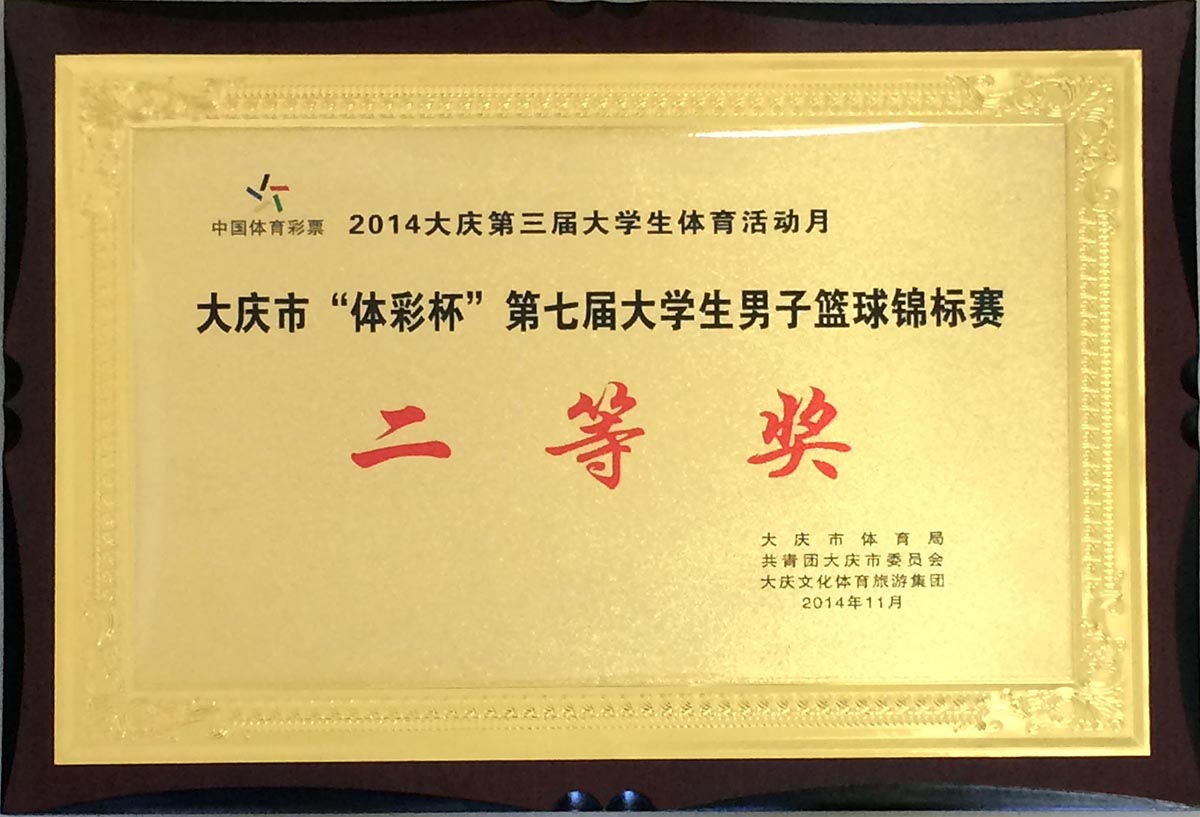 中国体育彩票 2014大庆第三届大学生体育活动月
大庆市“体彩杯”第七届大学生男子篮球锦标赛
二等奖
大庆市体育局
共青团大庆市委员会
大庆文化体育旅游集团
2014年11月